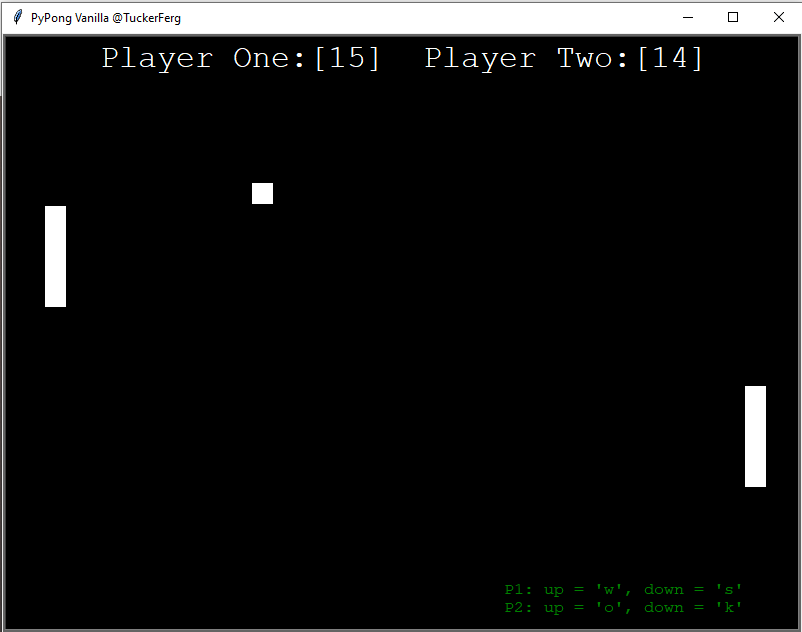 PyPong Vanilla @TuckerFerg
Player One:[15]  Player Two:[14]
P1: up = 'w', down = 's'
P2: up = 'o', down = 'k'